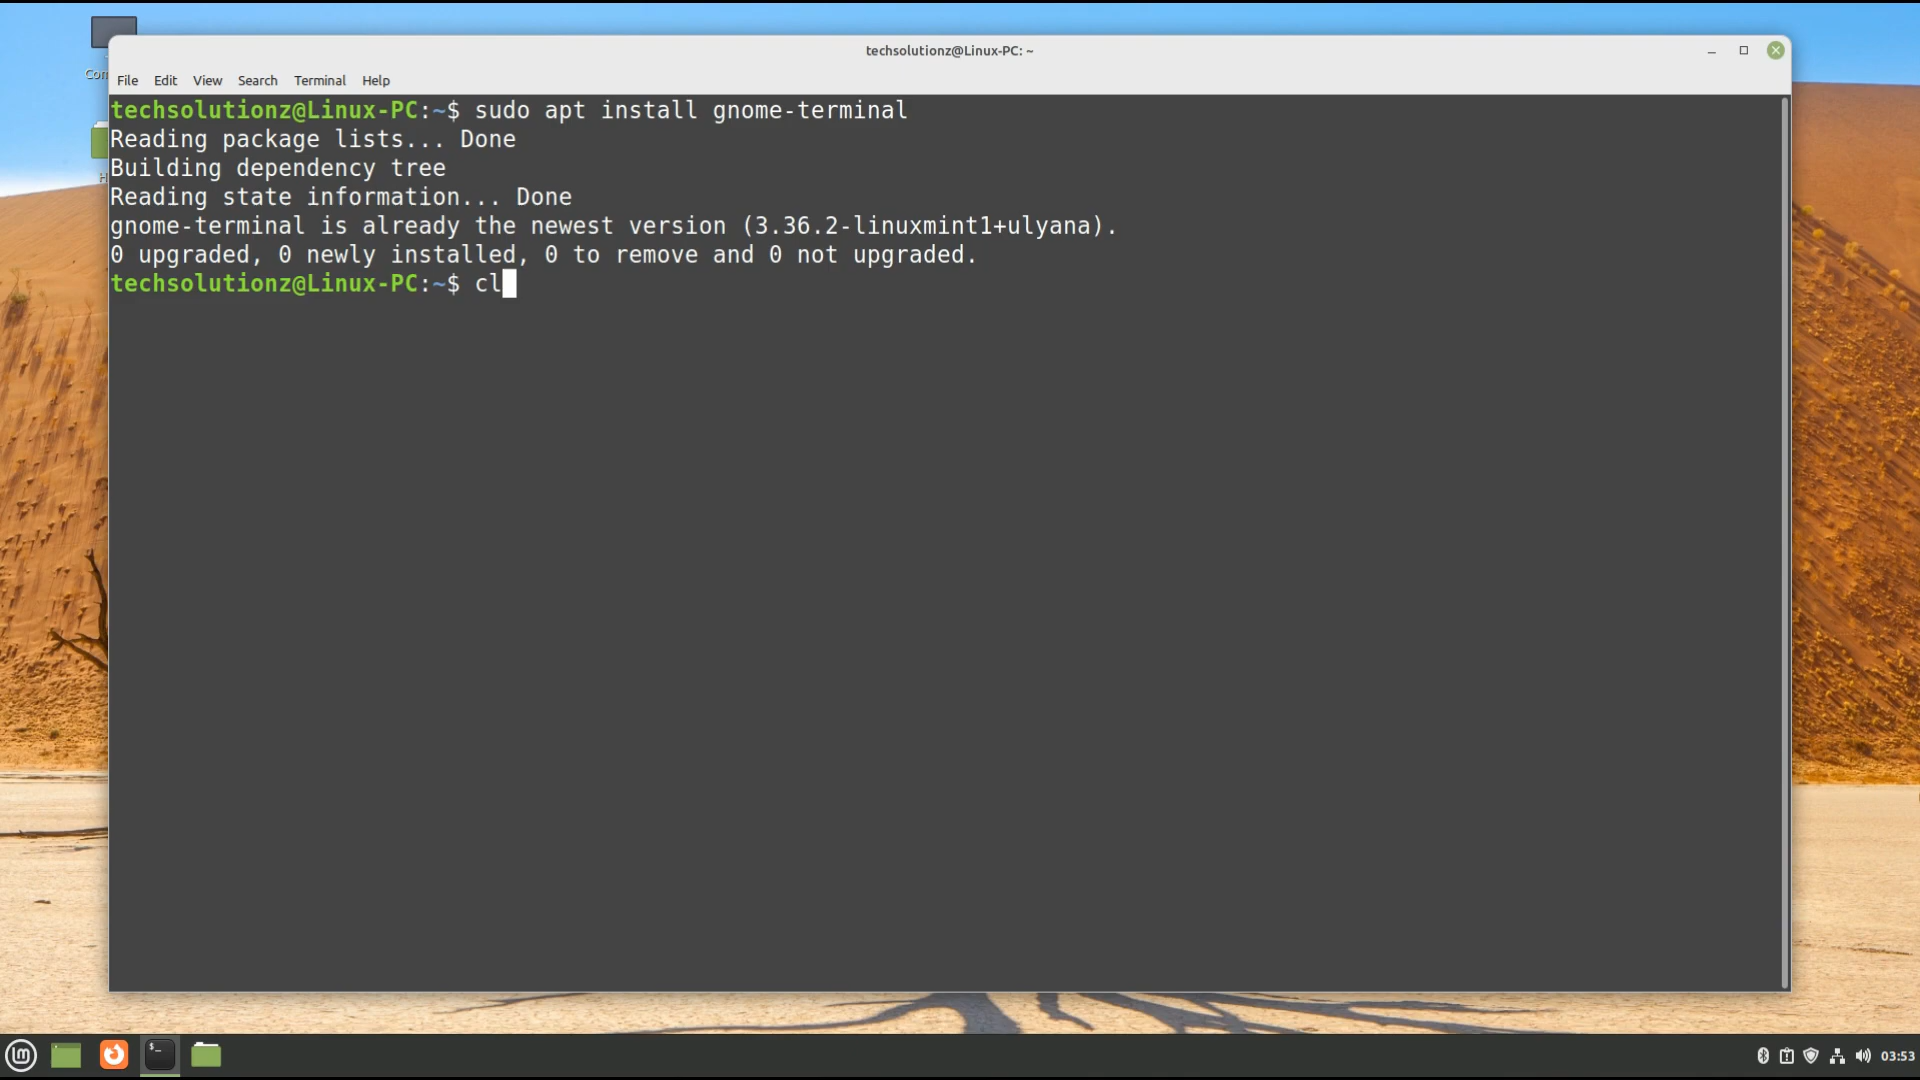 techsolutionz@Linux-PC: ~
File Edit View Search Terminal Help
techsolutionz@Linux-PC:~$ sudo apt install gnome-terminal
Reading package lists... Done
Building dependency tree
Reading state information... Done
gnome-terminal is already the newest version (3.36.2-linuxmint1+ulyana).
0 upgraded, 0 newly installed, 0 to remove and 0 not upgraded.
techsolutionz@Linux-PC:~$ cl
03:53